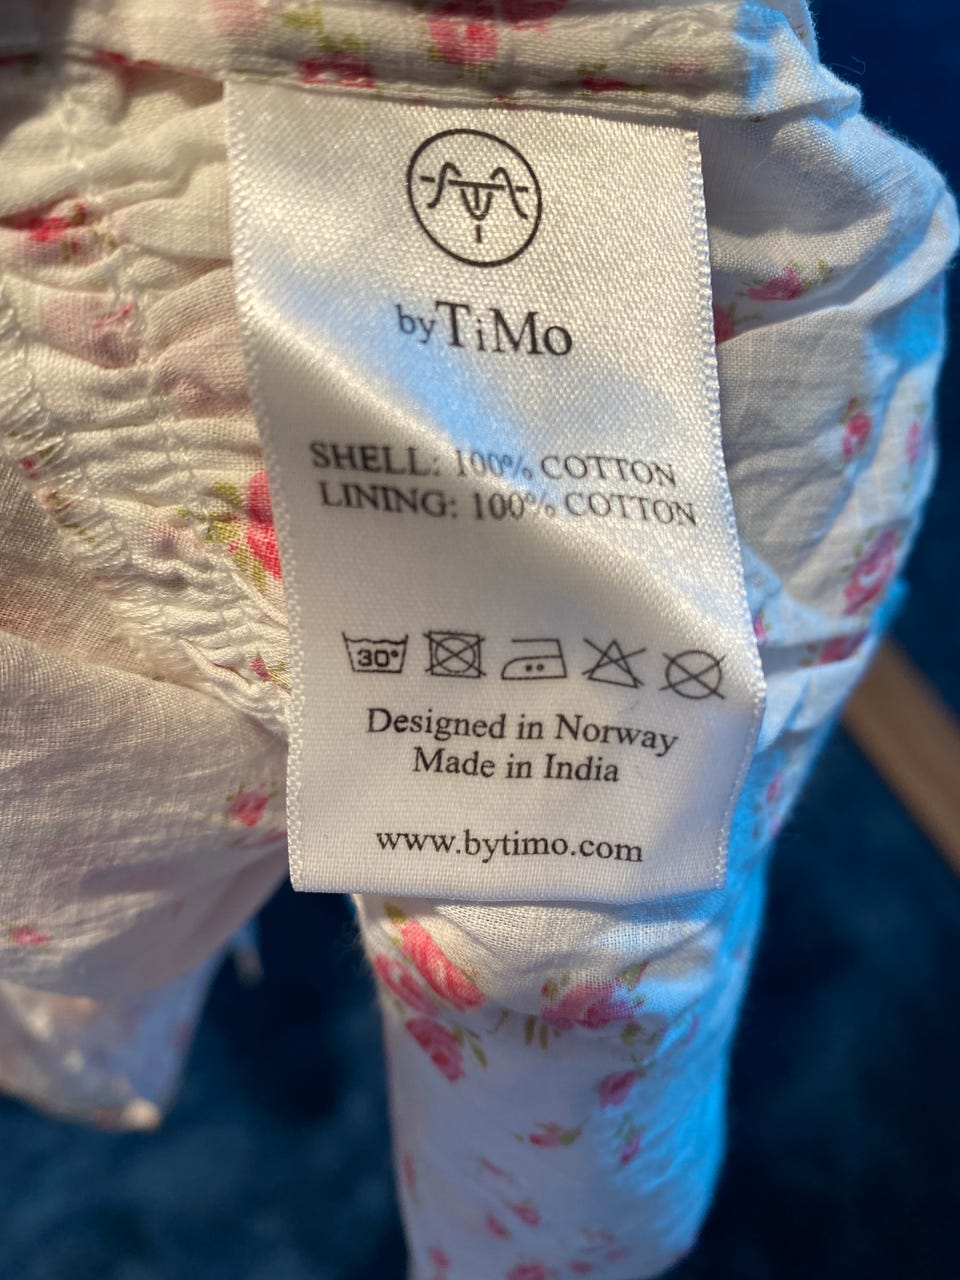 byTiMo
SHELL: 100% COTTON
LINING: 100% COTTON
30°
Designed in Norway
Made in India
www.bytimo.com